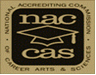 NATIONAL ACCREDITING COMMISSION
nac
cas
OF CAREER ARTS & SCIENCES